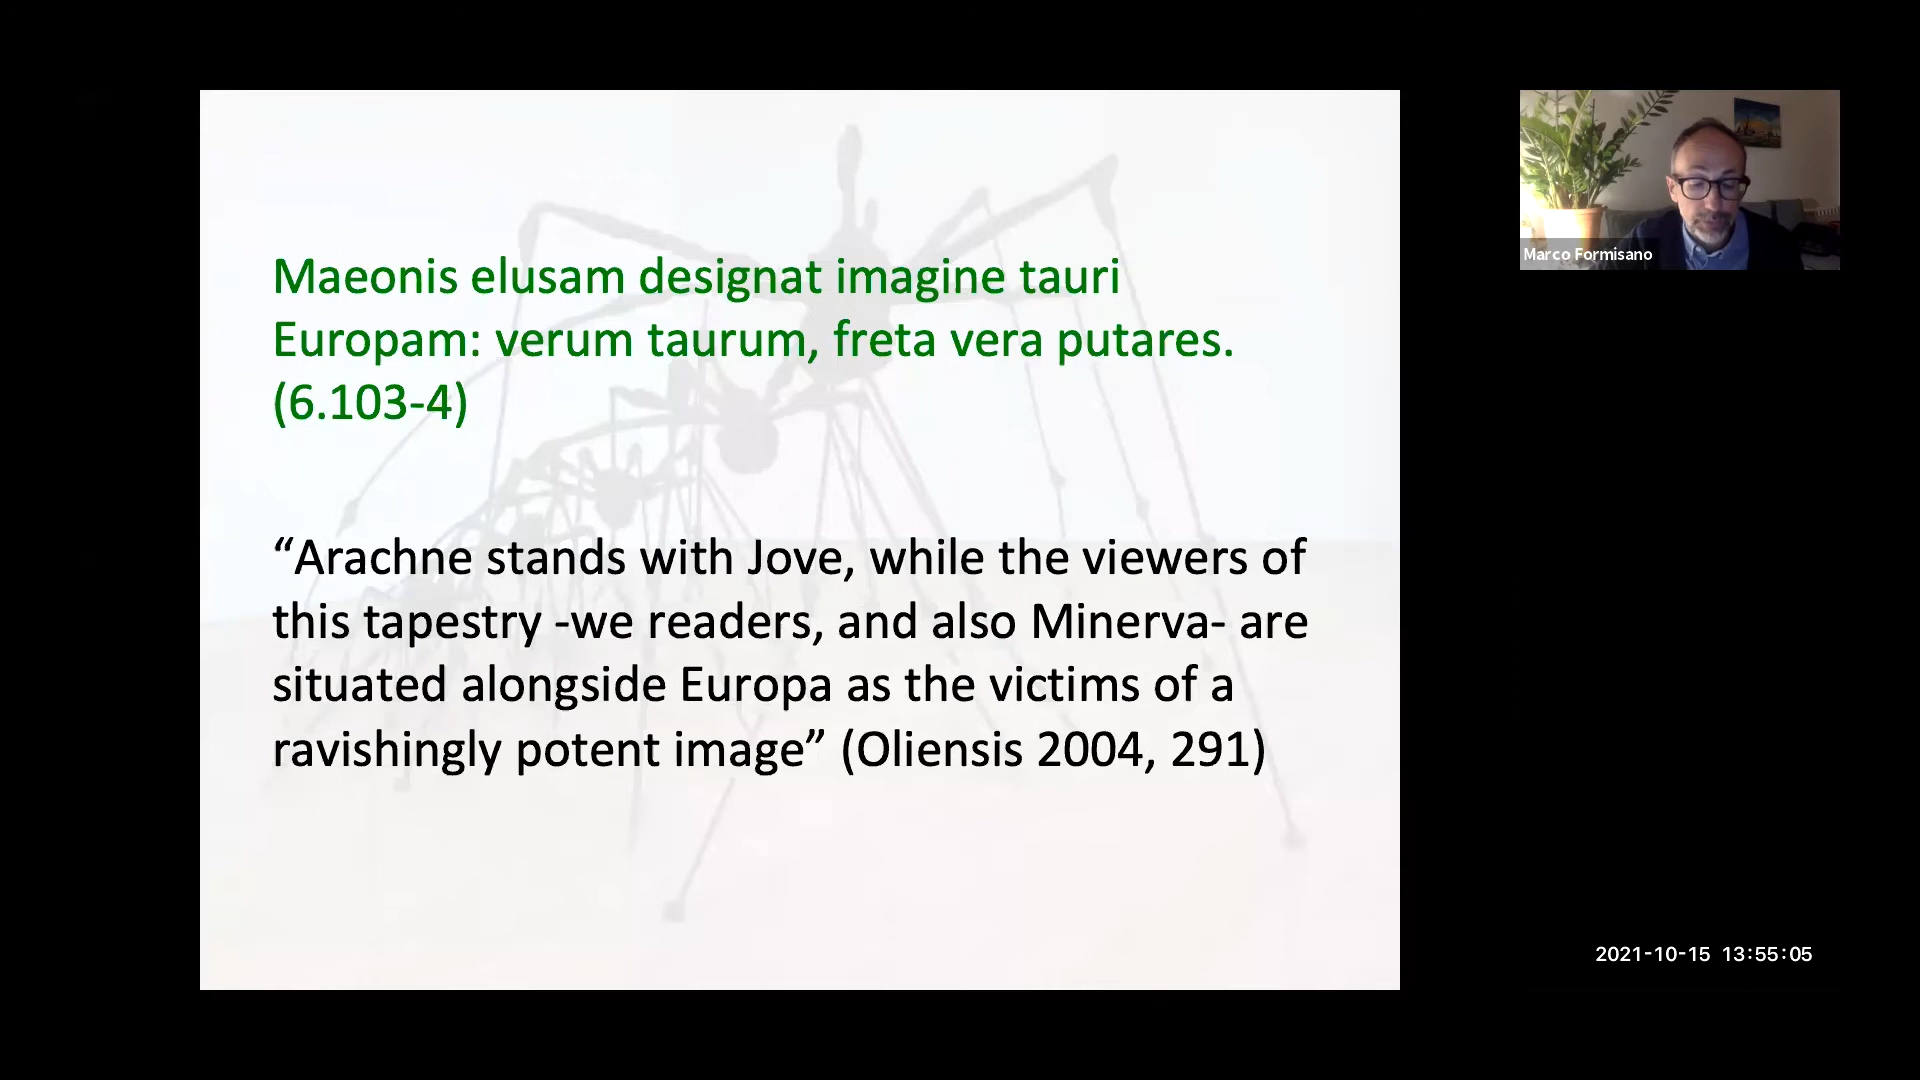 Maeonis elusam designat imagine tauri
Europam: verum taurum, freta vera putares.
(6.103-4)
“Arachne stands with Jove, while the viewers of
this tapestry -we readers, and also Minerva- are
situated alongside Europa as the victims of a
ravishingly potent image” (Oliensis 2004, 291)
Marco Formisano
2021-10-15 13:55:05